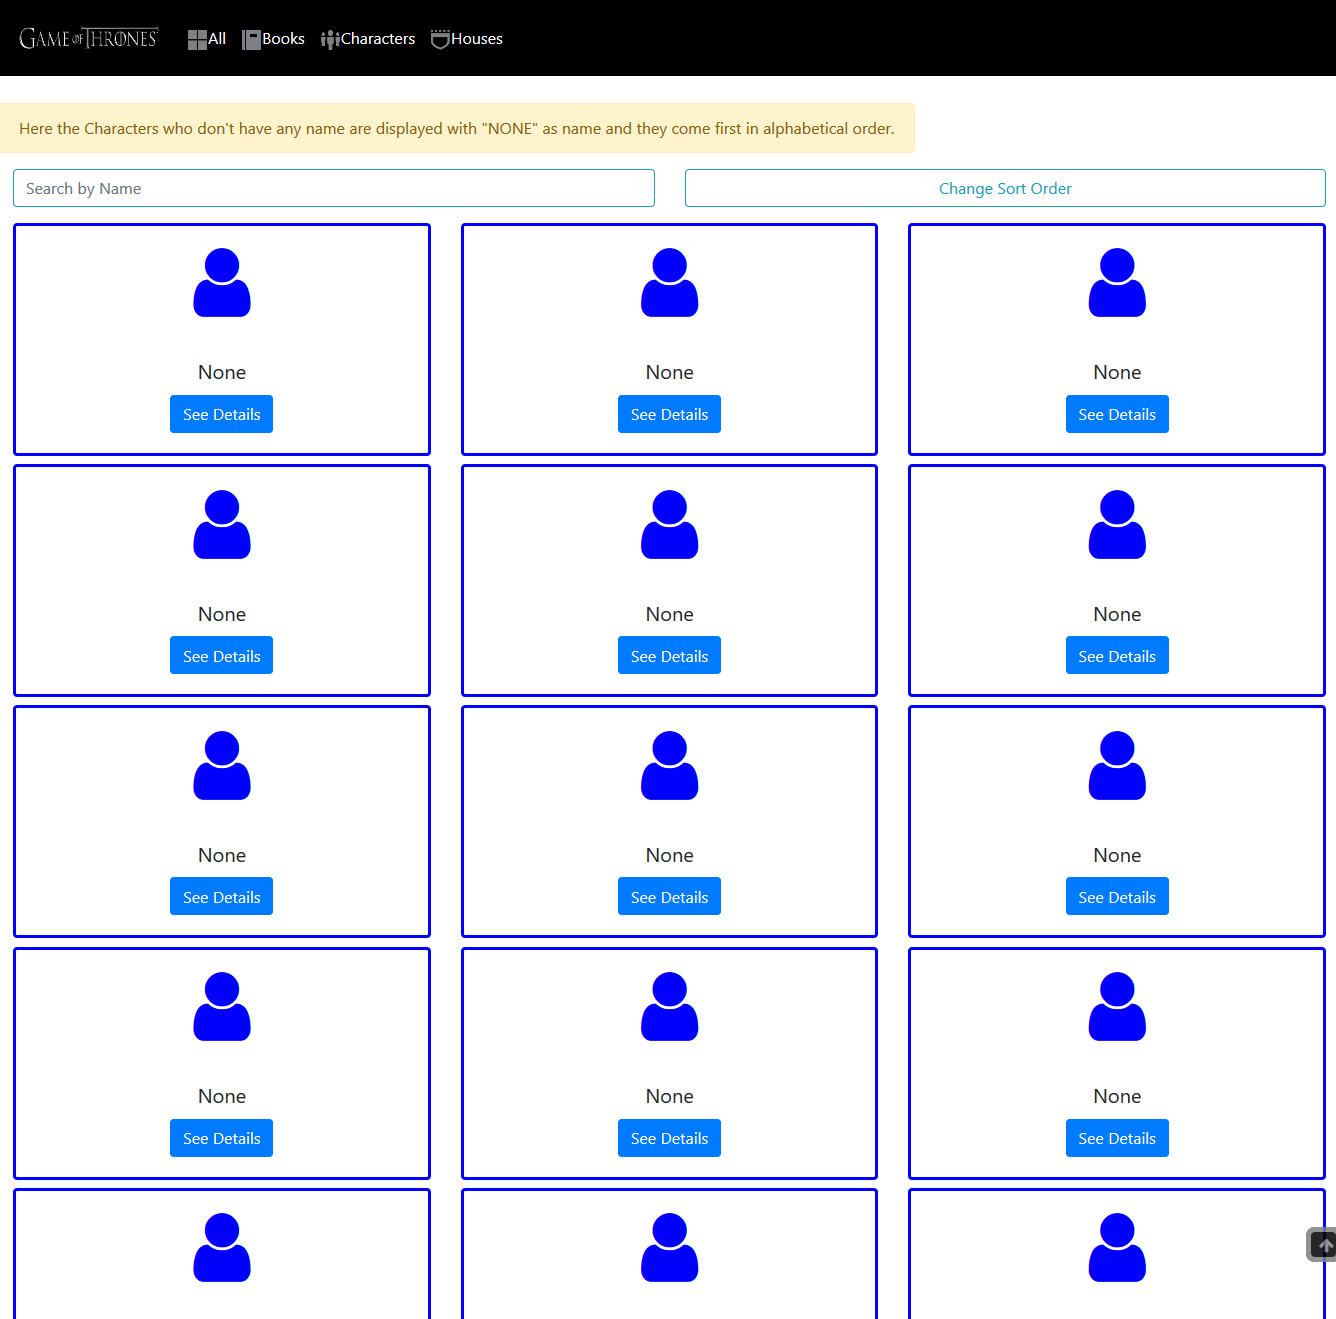 GAME OF THRONES All Books Characters Houses
Here the Characters who don't have any name are displayed with "NONE" as name and they come first in alphabetical order.
Search by Name Change Sort Order
None None None
See Details See Details See Details
None None None
See Details See Details See Details
None None None
See Details See Details See Details
None None None
See Details See Details See Details